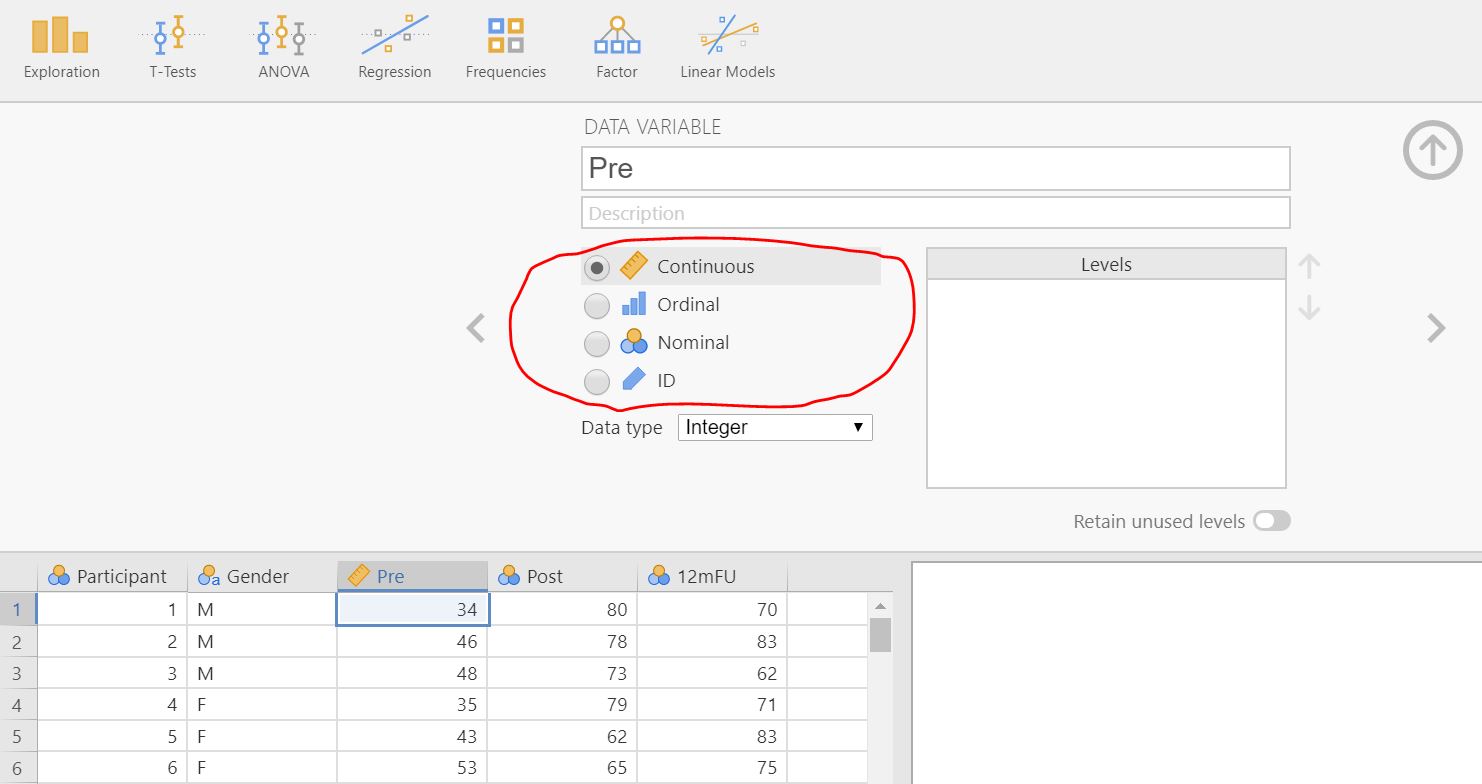 Exploration T-Tests ANOVA Regression Frequencies Factor Linear Models
DATA VARIABLE
Pre
Description
Continuous
Ordinal
Nominal
ID
Data type Integer
Levels
Retain unused levels
Participant a Gender Pre Post 12mFU
1 1 M 34 80 70
2 2 M 46 78 83
3 3 M 48 73 62
4 4 F 35 79 71
5 5 F 43 62 83
6 6 F 53 65 75